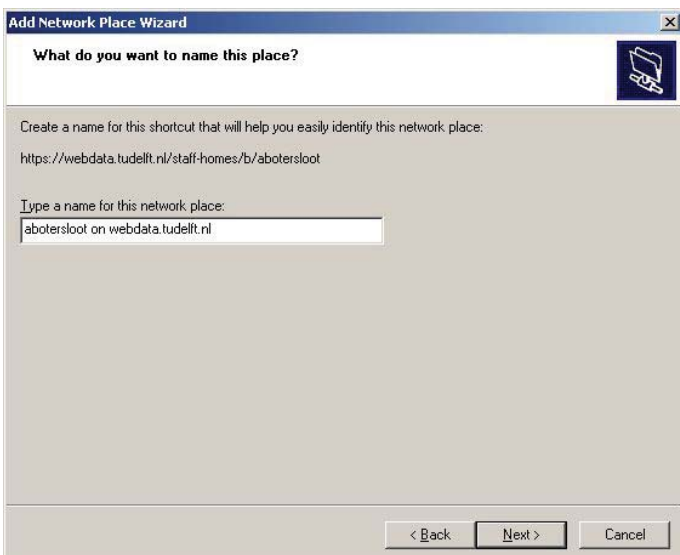 Add Network Place Wizard
What do you want to name this place?
Create a name for this shortcut that will help you easily identify this network place:
https://webdata.tudelft.nl/staff-homes/b/abotersloot
Type a name for this network place:
abotersloot on webdata.tudelft.nl
< Back Next > Cancel